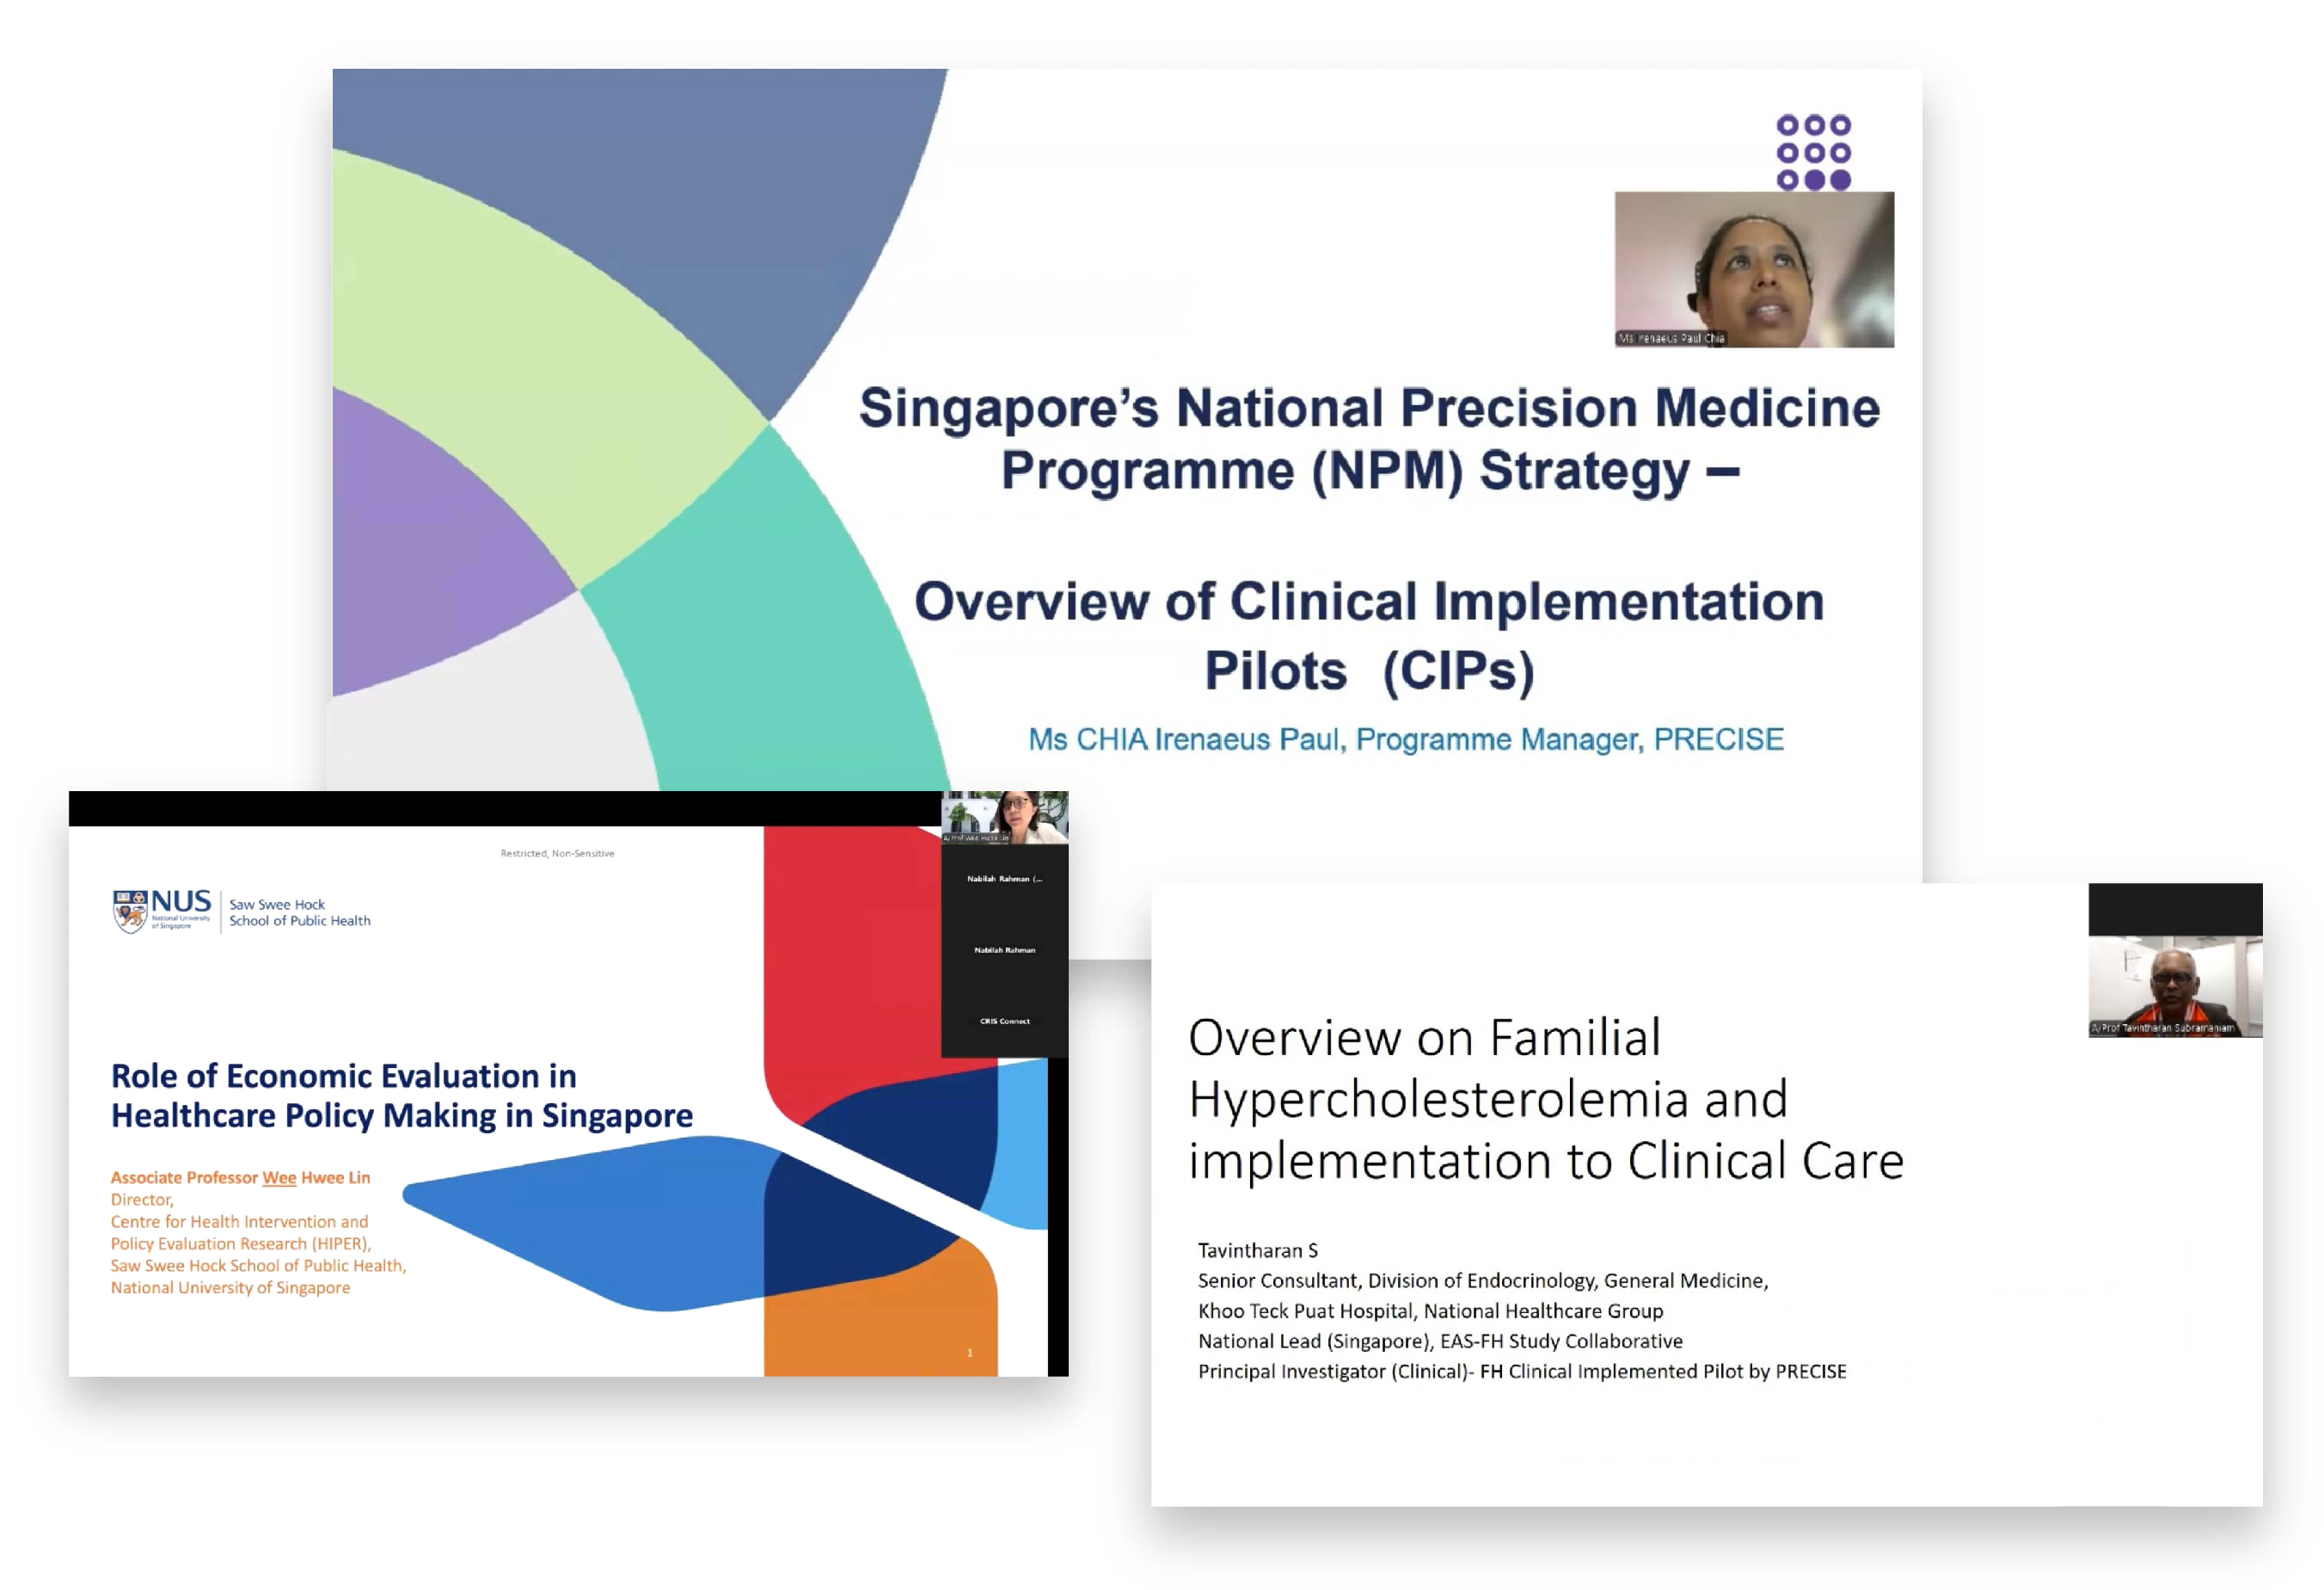 Ms Irenaeus Paul Chia
Singapore’s National Precision Medicine
Programme (NPM) Strategy –
Overview of Clinical Implementation
Pilots (CIPs)
Ms CHIA Irenaeus Paul, Programme Manager, PRECISE
A/Prof Wee Hwee Lin
Restricted, Non-Sensitive
Nabilah Rahman (...
NUS
National University
of Singapore
Saw Swee Hock
School of Public Health
Nabilah Rahman
CRIS Connect
Role of Economic Evaluation in
Healthcare Policy Making in Singapore
Associate Professor Wee Hwee Lin
Director,
Centre for Health Intervention and
Policy Evaluation Research (HIPER),
Saw Swee Hock School of Public Health,
National University of Singapore
1
A/Prof Tavintharan Subramaniam
Overview on Familial
Hypercholesterolemia and
implementation to Clinical Care
Tavintharan S
Senior Consultant, Division of Endocrinology, General Medicine,
Khoo Teck Puat Hospital, National Healthcare Group
National Lead (Singapore), EAS-FH Study Collaborative
Principal Investigator (Clinical)- FH Clinical Implemented Pilot by PRECISE